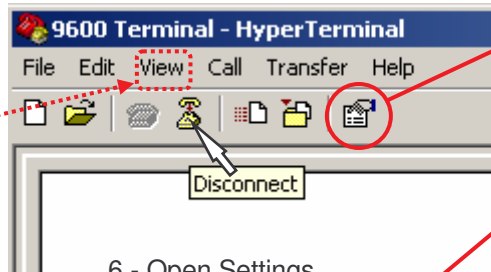 9600 Terminal - HyperTerminal
File Edit View Call Transfer Help
Disconnect
6 - Open Settings